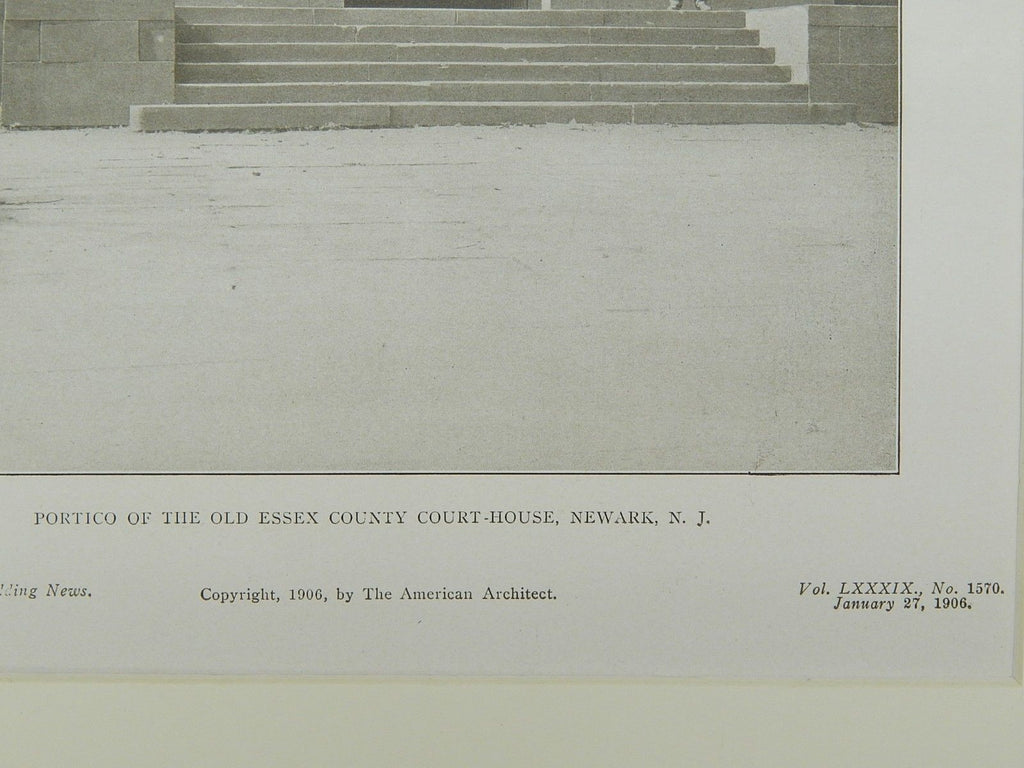 PORTICO OF THE OLD ESSEX COUNTY COURT-HOUSE, NEWARK, N. J.
News. Copyright, 1906, by The American Architect. Vol. LXXXIX., No. 1570.
January 27, 1906.